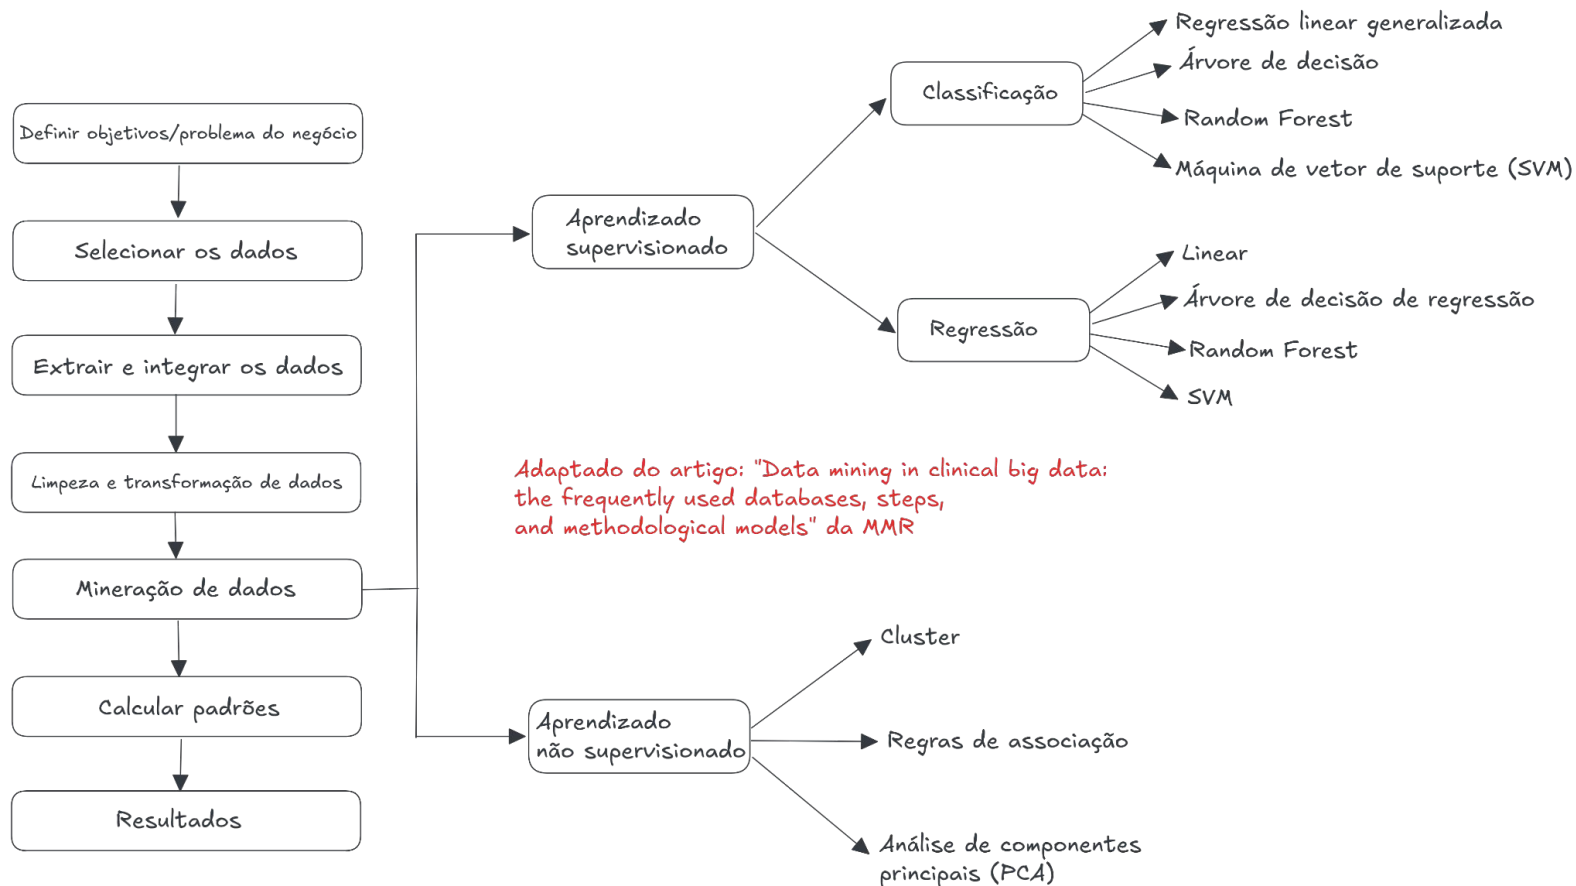 Definir objetivos/problema do negócio
Selecionar os dados
Extrair e integrar os dados
Limpeza e transformação de dados
Mineração de dados
Calcular padrões
Resultados
Aprendizado
supervisionado
Classificação
Regressão linear generalizada
Árvore de decisão
Random Forest
Máquina de vetor de suporte (SVM)
Regressão
Linear
Árvore de decisão de regressão
Random Forest
SVM
Adaptado do artigo: "Data mining in clinical big data:
the frequently used databases, steps,
and methodological models" da MMR
Aprendizado
não supervisionado
Cluster
Regras de associação
Análise de componentes
principais (PCA)